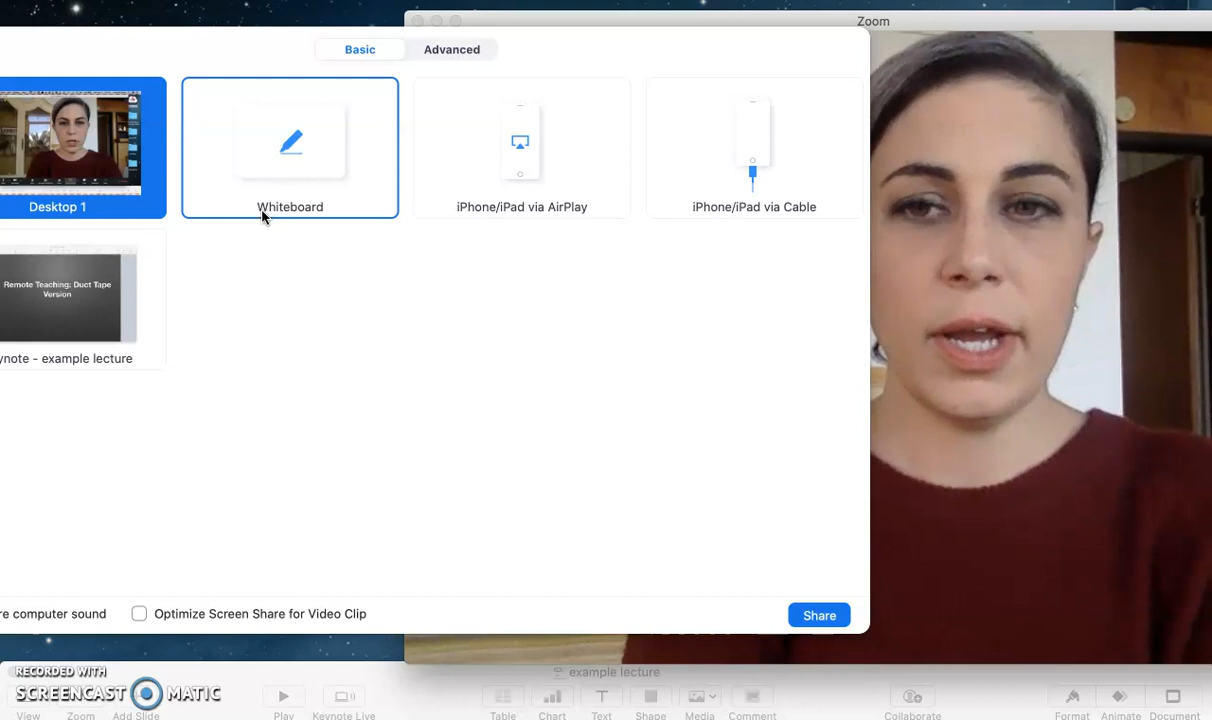 Zoom
Basic
Advanced
Desktop 1
Whiteboard
iPhone/iPad via AirPlay
iPhone/iPad via Cable
Remote Teaching: Duct Tape
Version
ynote - example lecture
re computer sound
Optimize Screen Share for Video Clip
Share
example lecture
RECORDED WITH
SCREENCAST MATIC
View
Zoom
Add Slide
Play
Keynote Live
Table
Chart
Text
Shape
Media
Comment
Collaborate
Format
Animate
Document